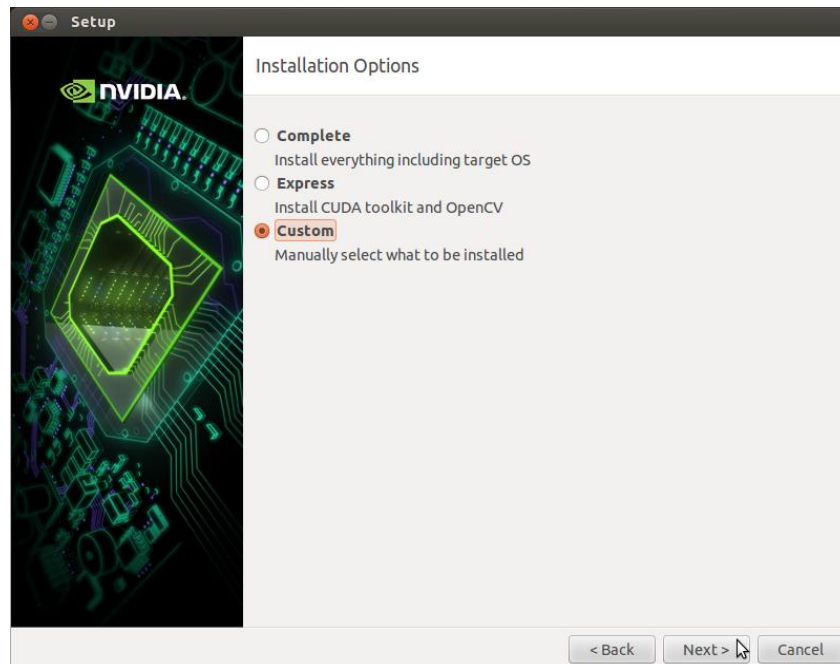 Setup
NVIDIA.
Installation Options
Complete
Install everything including target OS
Express
Install CUDA toolkit and OpenCV
Custom
Manually select what to be installed
< Back
Next >
Cancel